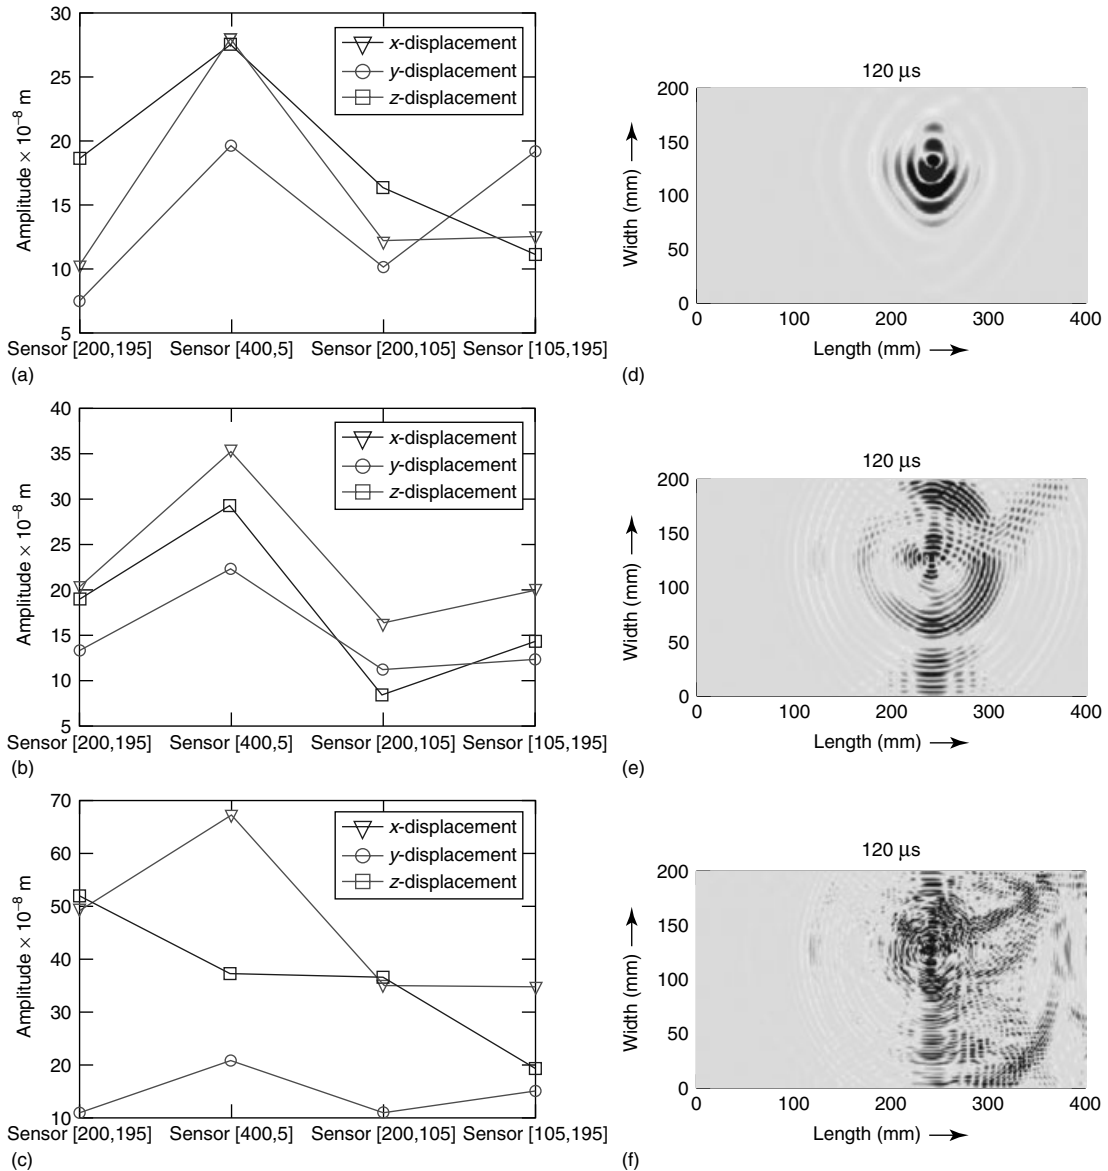 30
25
20
15
10
5
Amplitude × 10⁻⁸ m
x-displacement
y-displacement
z-displacement
Sensor [200,195]
Sensor [400,5]
Sensor [200,105]
Sensor [105,195]
(a)
120 µs
200
150
100
50
0
Width (mm)
0
100
200
300
400
Length (mm)
(d)
40
35
30
25
20
15
10
5
Amplitude × 10⁻⁸ m
x-displacement
y-displacement
z-displacement
Sensor [200,195]
Sensor [400,5]
Sensor [200,105]
Sensor [105,195]
(b)
120 µs
200
150
100
50
0
Width (mm)
0
100
200
300
400
Length (mm)
(e)
70
60
50
40
30
20
10
Amplitude × 10⁻⁸ m
x-displacement
y-displacement
z-displacement
Sensor [200,195]
Sensor [400,5]
Sensor [200,105]
Sensor [105,195]
(c)
120 µs
200
150
100
50
0
Width (mm)
0
100
200
300
400
Length (mm)
(f)